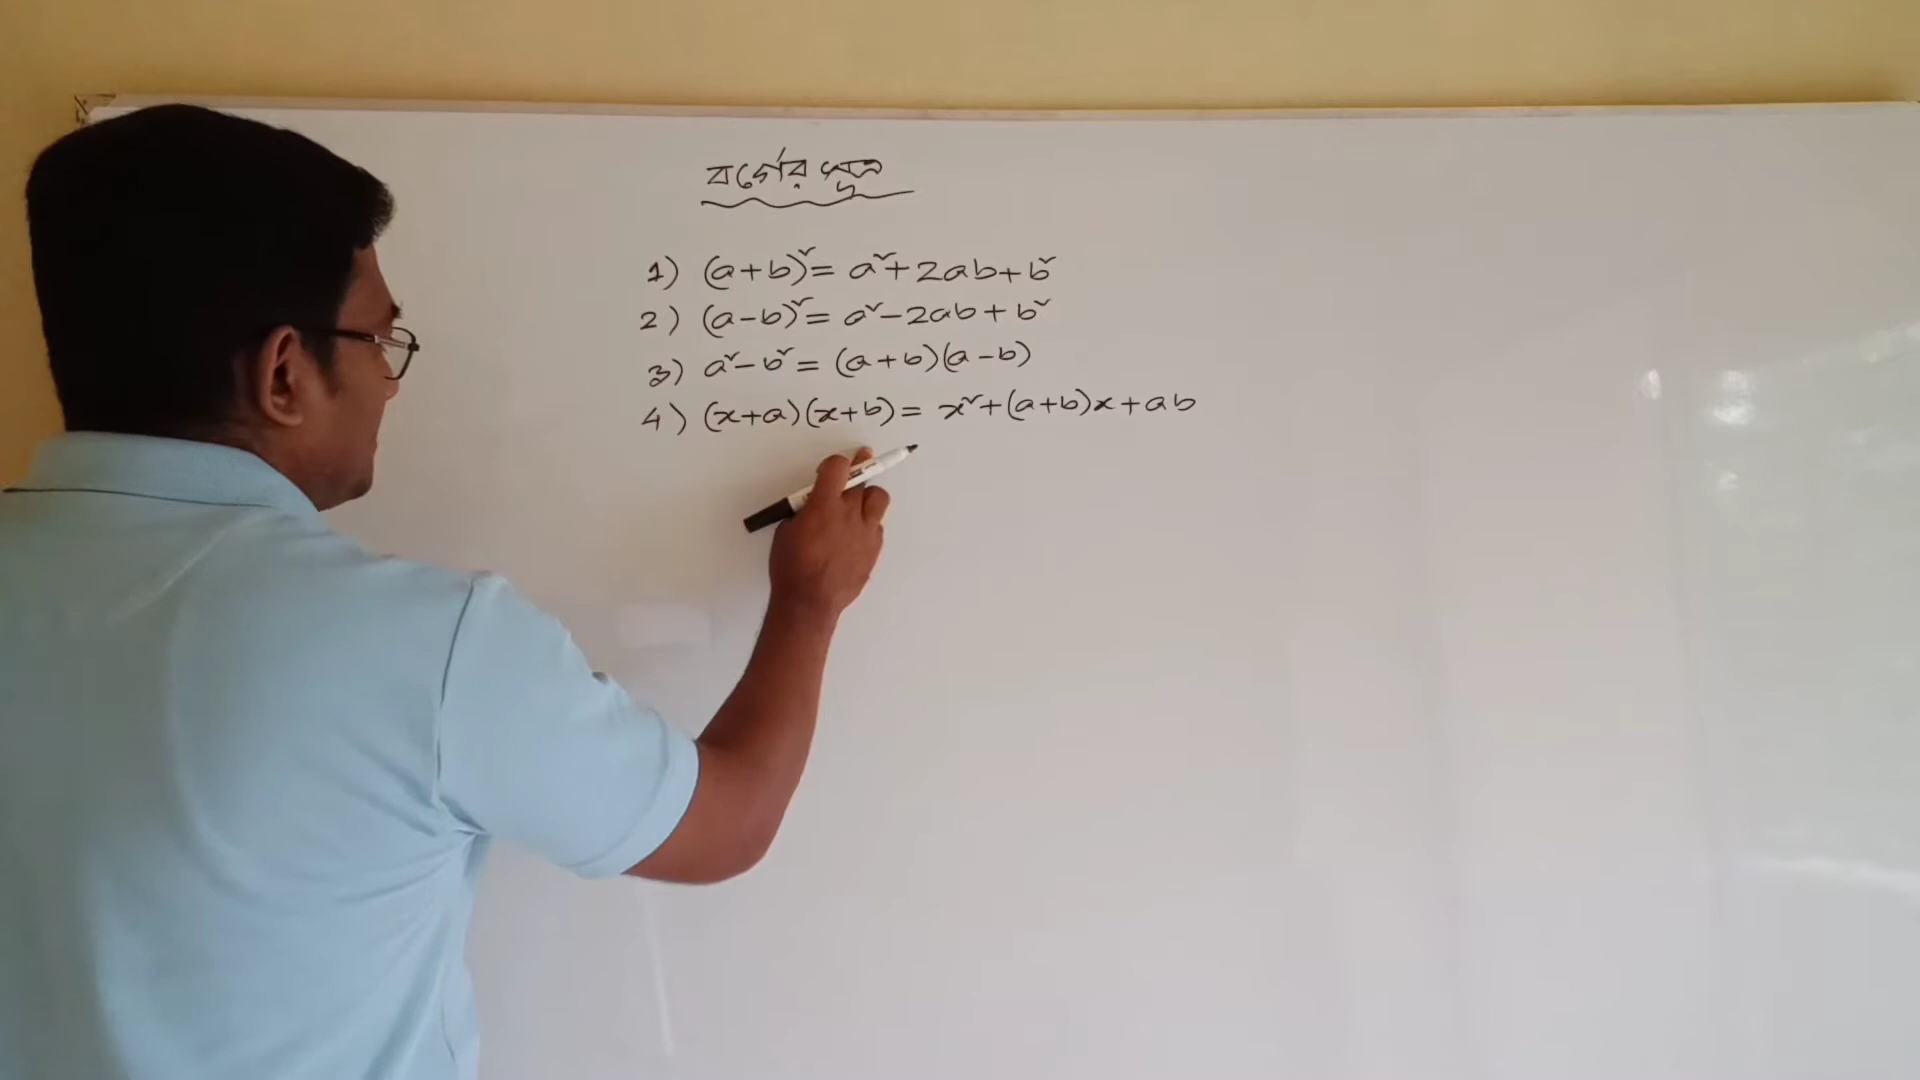 বর্গের সূত্র
1) (a+b)² = a² + 2ab + b²
2) (a-b)² = a² - 2ab + b²
3) a² - b² = (a+b)(a-b)
4) (x+a)(x+b) = x² + (a+b)x + ab